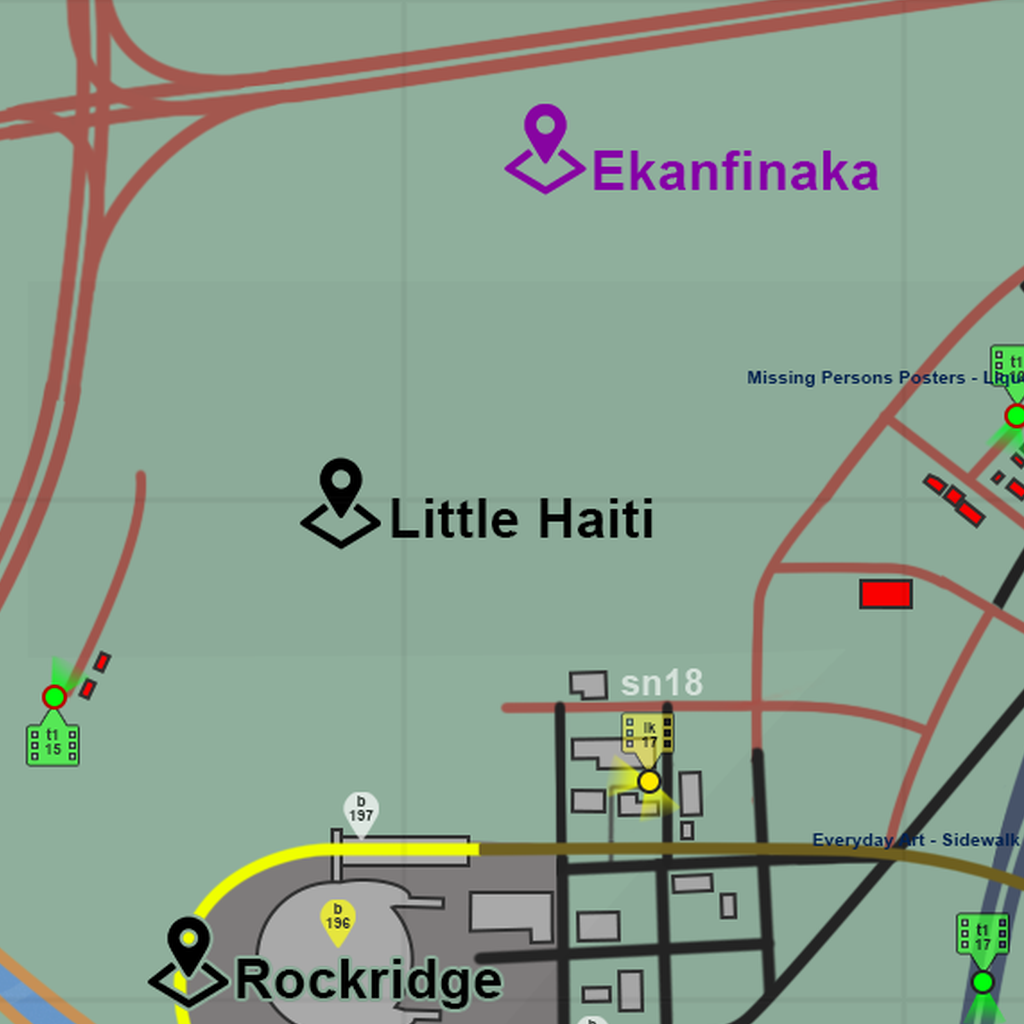 Ekanfinaka
Missing Persons Posters -
t1
Little Haiti
sn18
lk
17
t1
15
b
197
Everyday Art - Sidewalk
b
196
t1
17
Rockridge
b